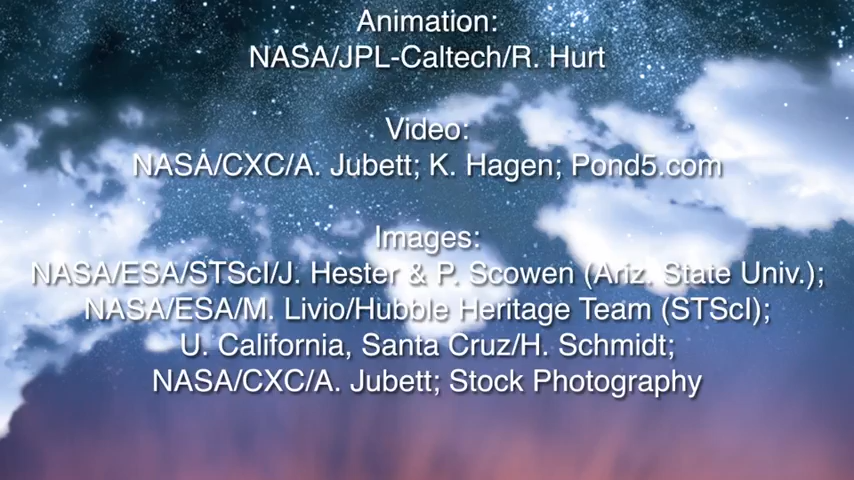 Animation:
NASA/JPL-Caltech/R. Hurt
Video:
NASA/CXC/A. Jubett; K. Hagen; Pond5.com
Images:
NASA/ESA/STScI/J. Hester & P. Scowen (Ariz. State Univ.);
NASA/ESA/M. Livio/Hubble Heritage Team (STScI);
U. California, Santa Cruz/H. Schmidt;
NASA/CXC/A. Jubett; Stock Photography